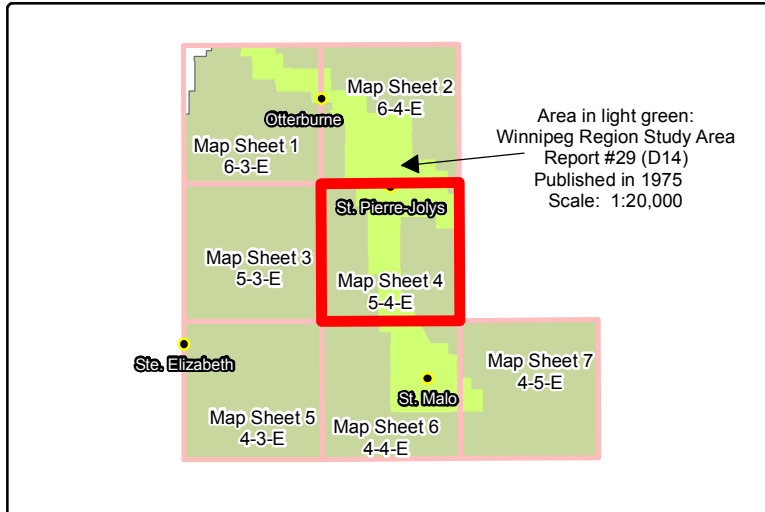 Map Sheet 2
6-4-E
Otterburne
Map Sheet 1
6-3-E
Area in light green:
Winnipeg Region Study Area
Report #29 (D14)
Published in 1975
Scale:  1:20,000
St. Pierre-Jolys
Map Sheet 3
5-3-E
Map Sheet 4
5-4-E
Ste. Elizabeth
Map Sheet 7
4-5-E
St. Malo
Map Sheet 5
4-3-E
Map Sheet 6
4-4-E